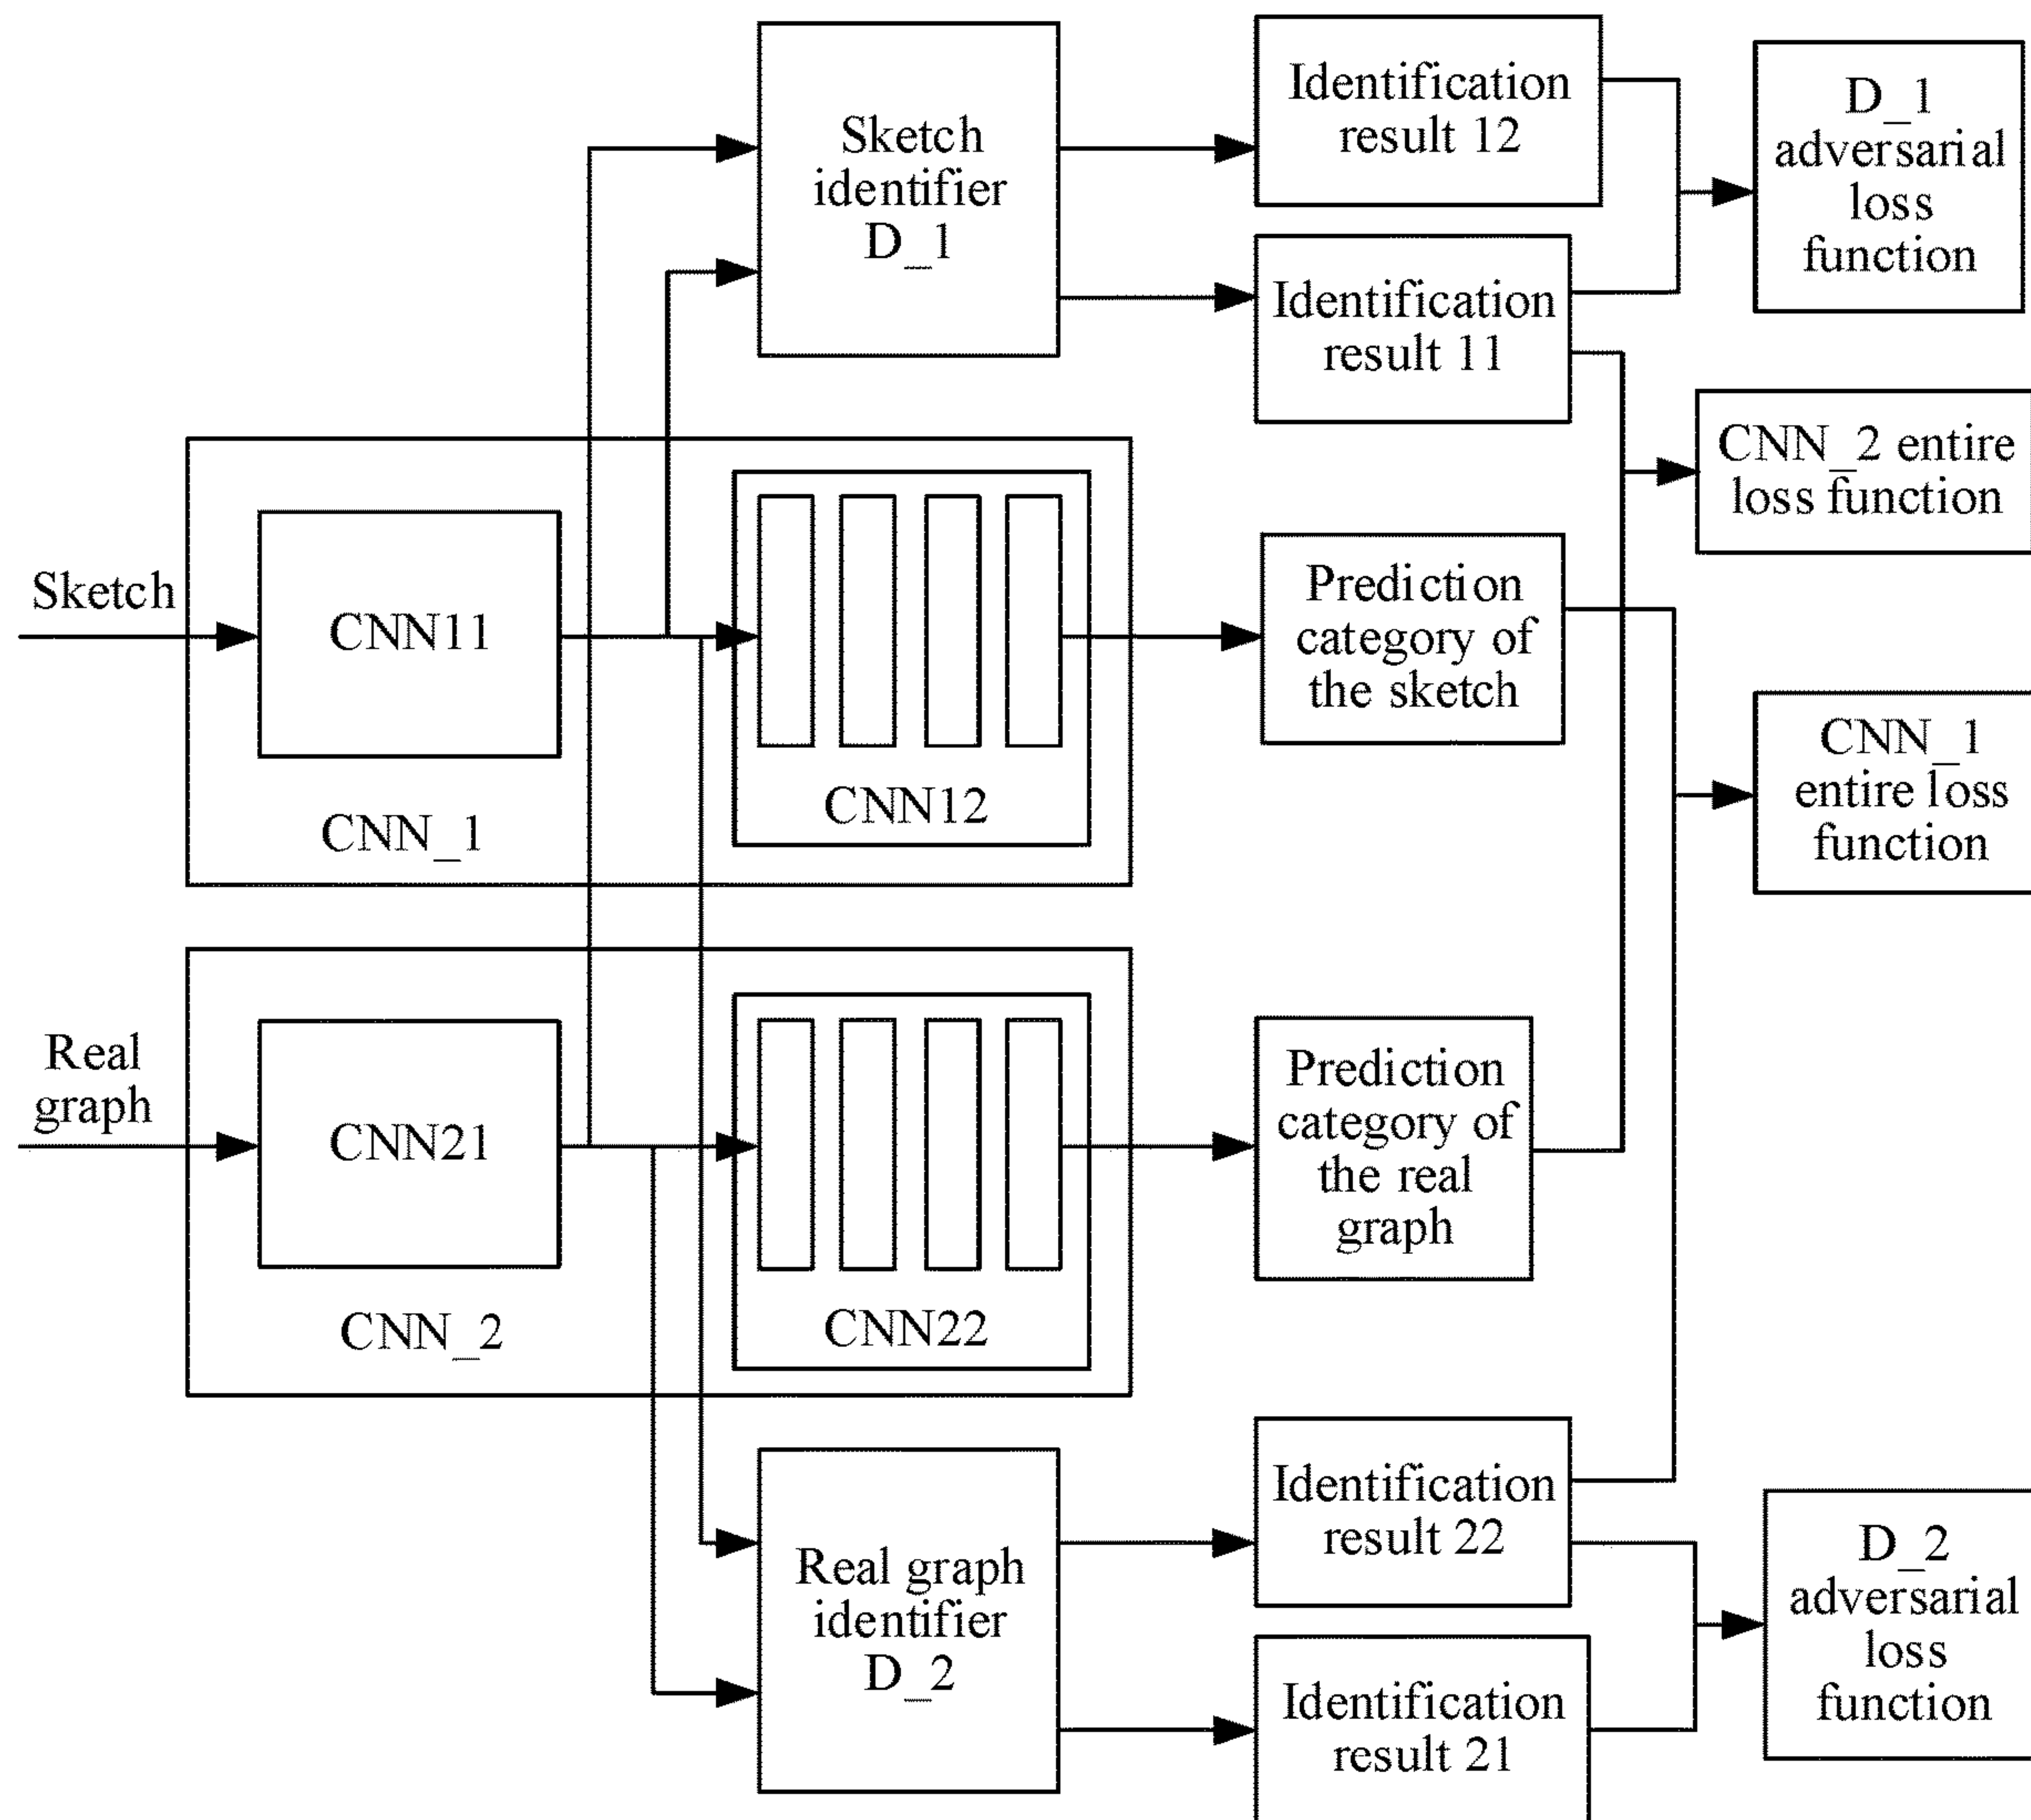 Sketch
identifier
D_1
Identification
result 12
D_1
adversarial
loss
function
Identification
result 11
CNN_2 entire
loss function
Sketch
CNN11
CNN_1
CNN12
Prediction
category of
the sketch
CNN_1
entire loss
function
Real
graph
CNN21
CNN_2
CNN22
Prediction
category of
the real
graph
Real graph
identifier
D_2
Identification
result 22
Identification
result 21
D_2
adversarial
loss
function